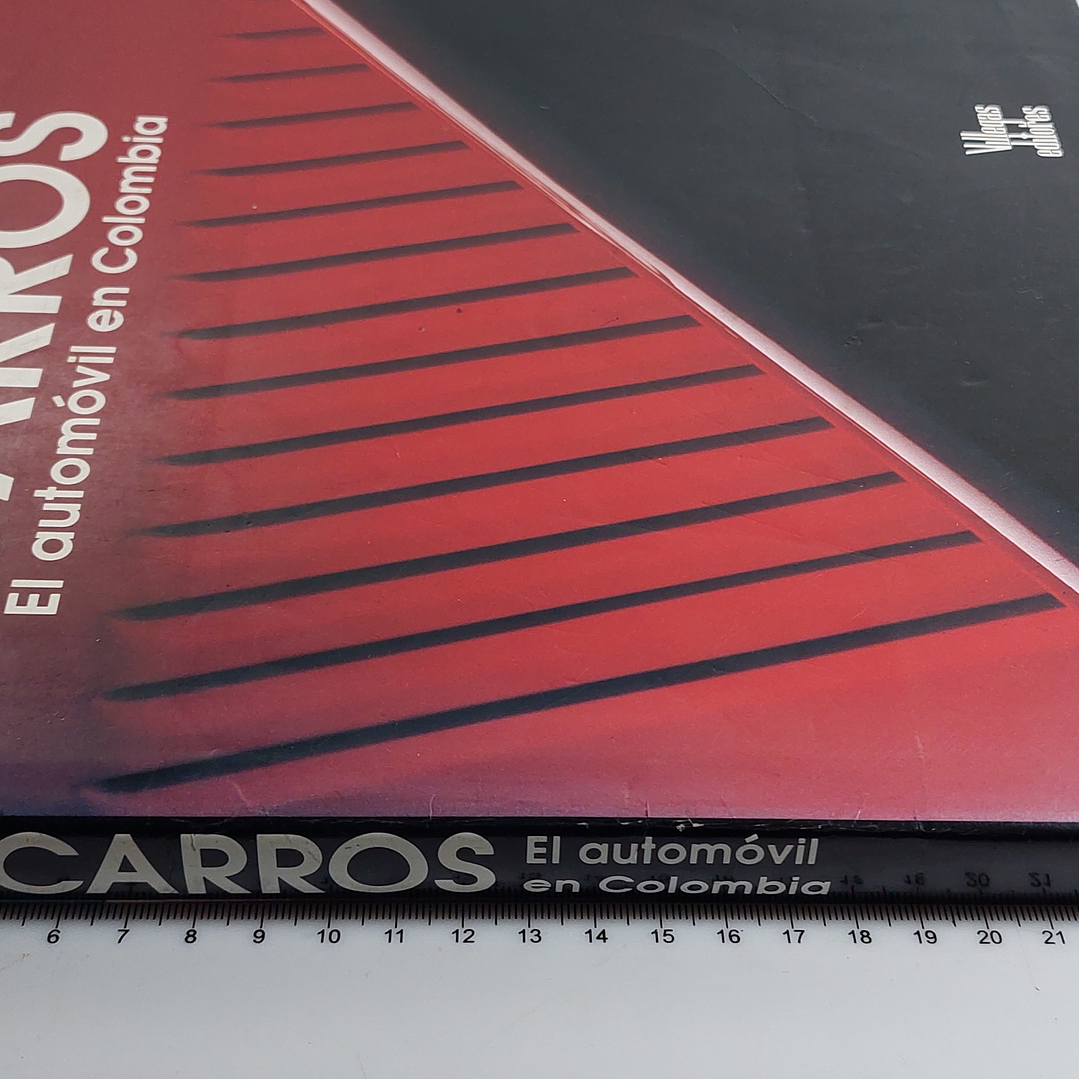 ARROS
El automóvil en Colombia
Villegas
editores
CARROS
El automóvil
en Colombia
6 7 8 9 10 11 12 13 14 15 16 17 18 19 20 21